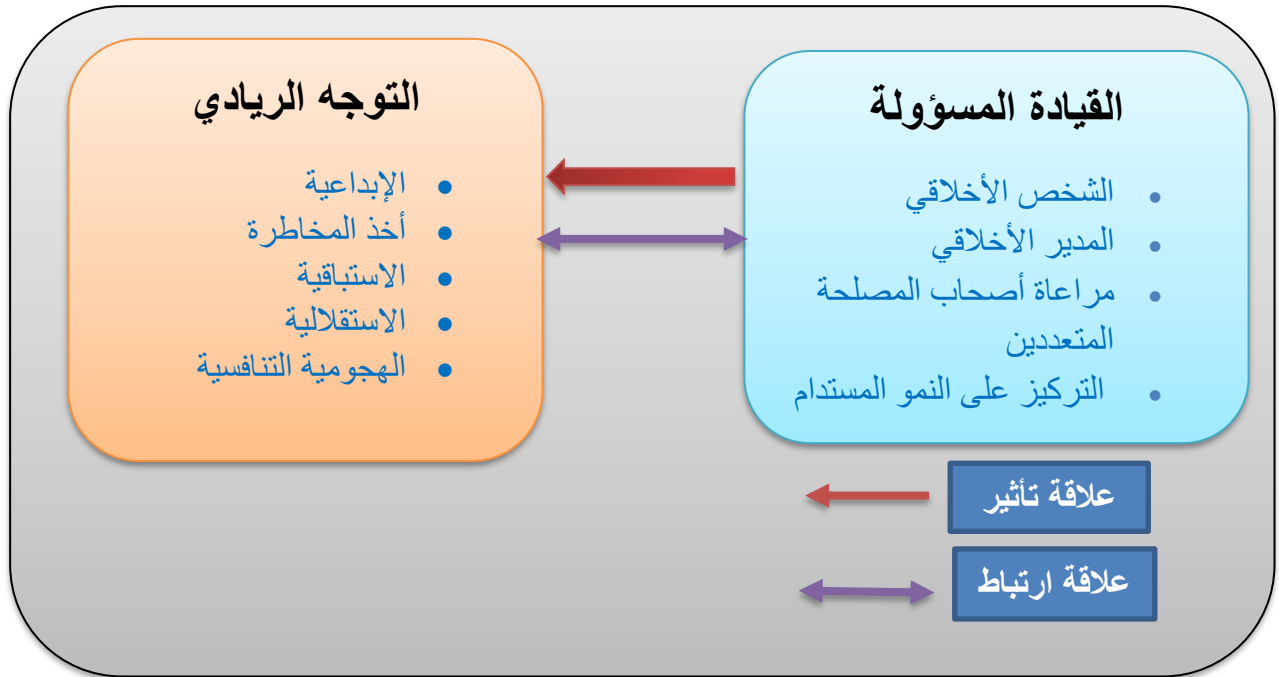 القيادة المسؤولة
• الشخص الأخلاقي
• المدير الأخلاقي
• مراعاة أصحاب المصلحة
المتعددين
• التركيز على النمو المستدام
التوجه الريادي
• الإبداعية
• أخذ المخاطرة
• الاستباقية
• الاستقلالية
• الهجومية التنافسية
علاقة تأثير
علاقة ارتباط